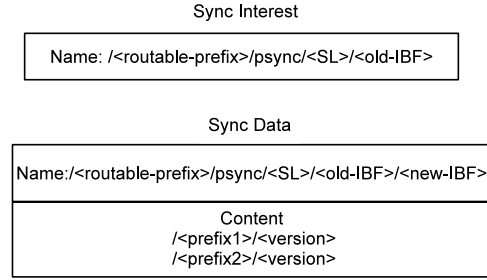 Sync Interest
Name: /<routable-prefix>/psync/<SL>/<old-IBF>
Sync Data
Name:/<routable-prefix>/psync/<SL>/<old-IBF>/<new-IBF>
Content
/<prefix1>/<version>
/<prefix2>/<version>